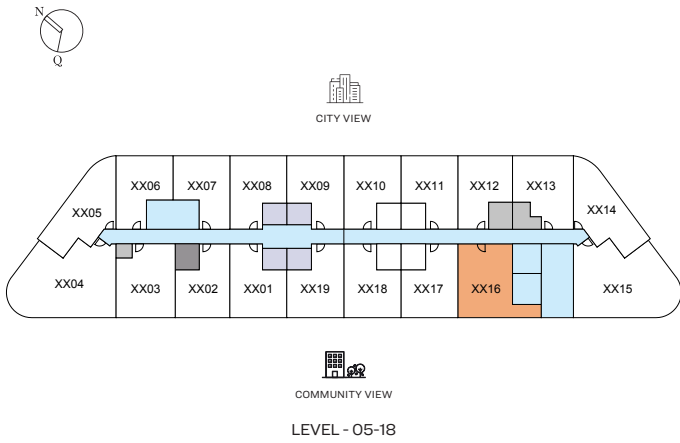 N
Q
CITY VIEW
XX06 XX07 XX08 XX09 XX10 XX11 XX12 XX13
XX05 XX14
XX04 XX03 XX02 XX01 XX19 XX18 XX17 XX16 XX15
COMMUNITY VIEW
LEVEL - 05-18